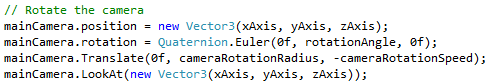 // Rotate the camera
mainCamera.position = new Vector3(xAxis, yAxis, zAxis);
mainCamera.rotation = Quaternion.Euler(0f, rotationAngle, 0f);
mainCamera.Translate(0f, cameraRotationRadius, -cameraRotationSpeed);
mainCamera.LookAt(new Vector3(xAxis, yAxis, zAxis));